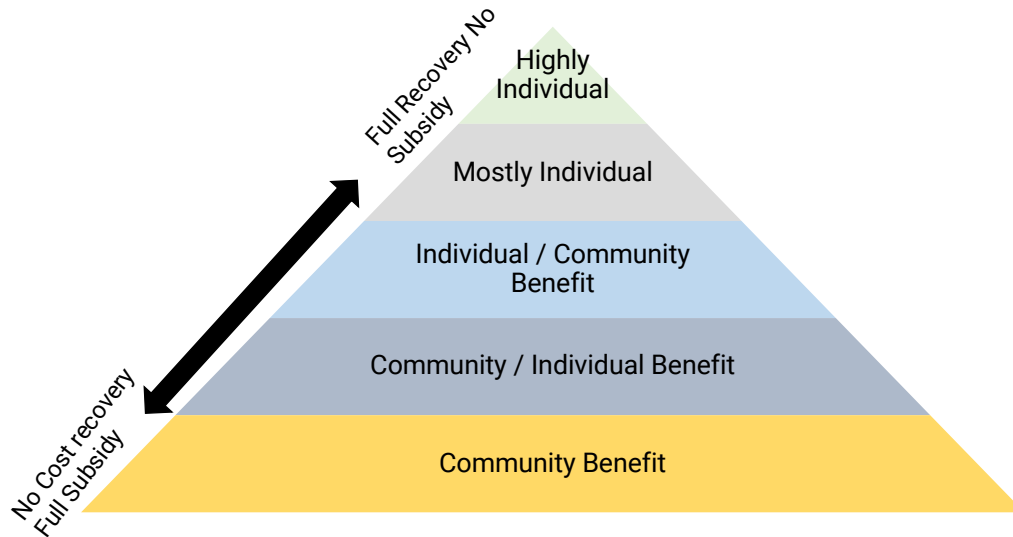 Full Recovery No
Subsidy
Highly
Individual
Mostly Individual
Individual / Community
Benefit
Community / Individual Benefit
No Cost recovery
Full Subsidy
Community Benefit